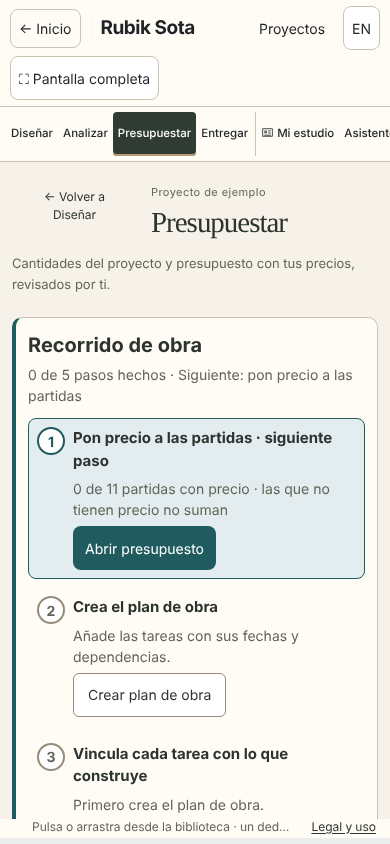 ← Inicio
Rubik Sota
Proyectos
EN
Pantalla completa
Diseñar Analizar Presupuestar Entregar Mi estudio Asistent
← Volver a
Diseñar
Proyecto de ejemplo
Presupuestar
Cantidades del proyecto y presupuesto con tus precios,
revisados por ti.
Recorrido de obra
0 de 5 pasos hechos · Siguiente: pon precio a las
partidas
1
Pon precio a las partidas · siguiente
paso
0 de 11 partidas con precio · las que no
tienen precio no suman
Abrir presupuesto
2
Crea el plan de obra
Añade las tareas con sus fechas y
dependencias.
Crear plan de obra
3
Vincula cada tarea con lo que
construye
Primero crea el plan de obra.
Pulsa o arrastra desde la biblioteca · un ded...
Legal y uso